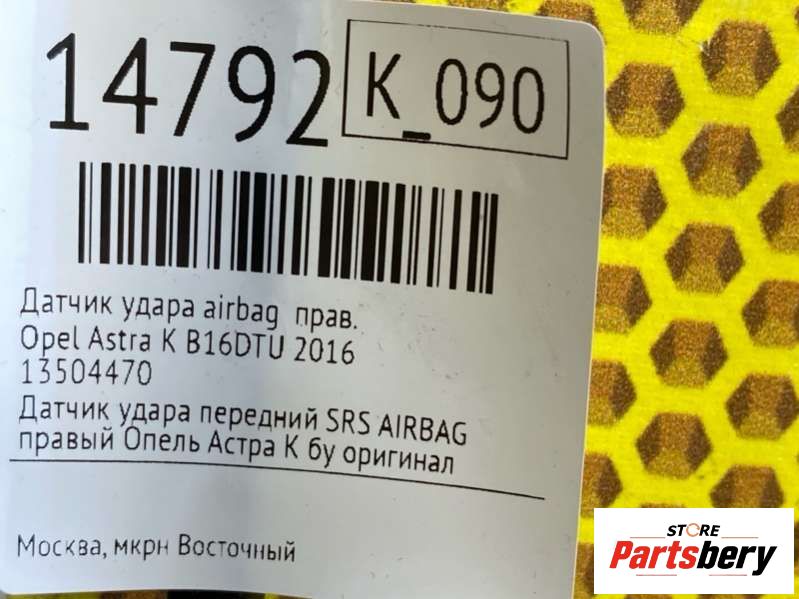 14792 K_090
Датчик удара airbag прав.
Opel Astra K B16DTU 2016
13504470
Датчик удара передний SRS AIRBAG
правый Опель Астра К бу оригинал
Москва, мкрн Восточный
STORE
Partsbery